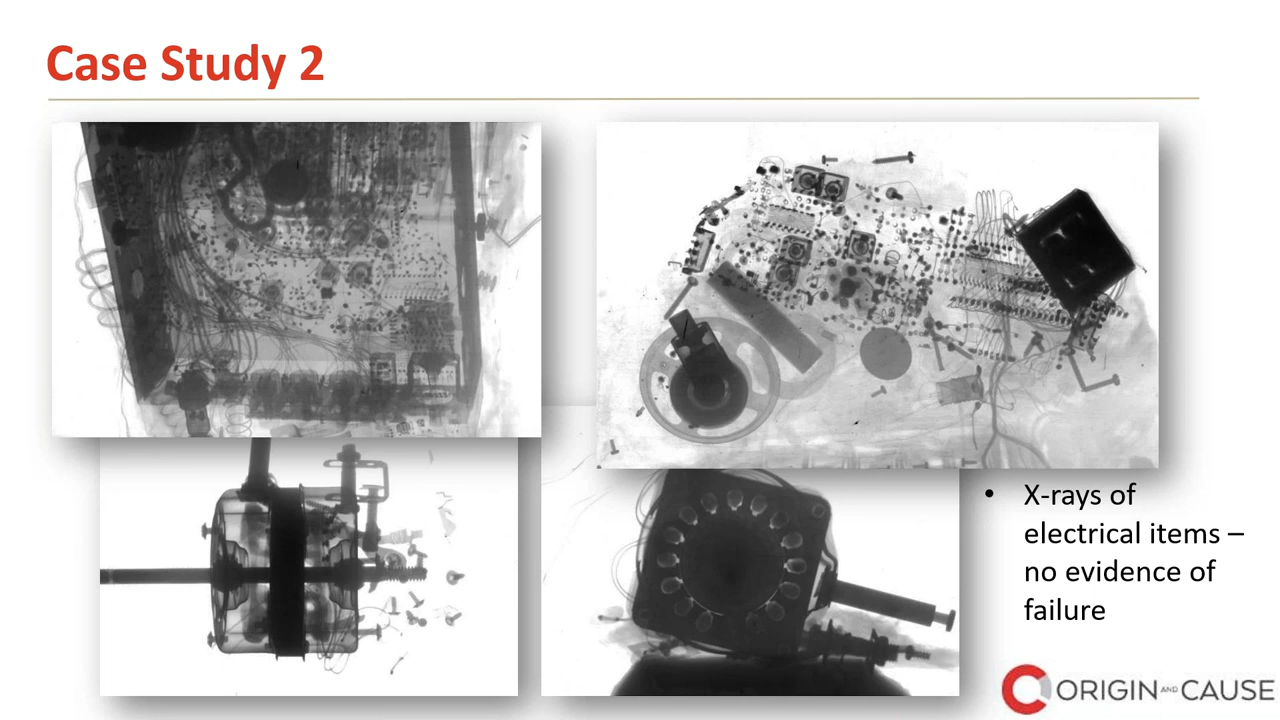 Case Study 2
• X-rays of
electrical items –
no evidence of
failure
ORIGIN AND CAUSE